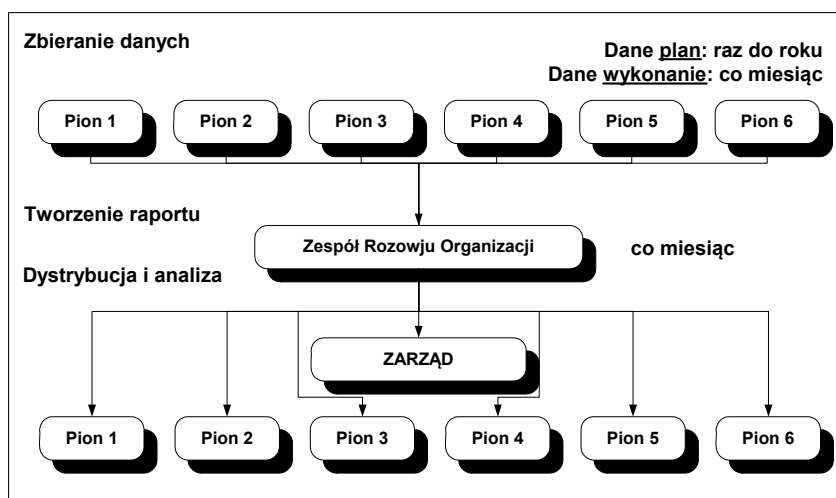 Zbieranie danych
Dane plan: raz do roku
Dane wykonanie: co miesiąc
Pion 1
Pion 2
Pion 3
Pion 4
Pion 5
Pion 6
Tworzenie raportu
Zespół Rozowju Organizacji
co miesiąc
Dystrybucja i analiza
ZARZĄD
Pion 1
Pion 2
Pion 3
Pion 4
Pion 5
Pion 6